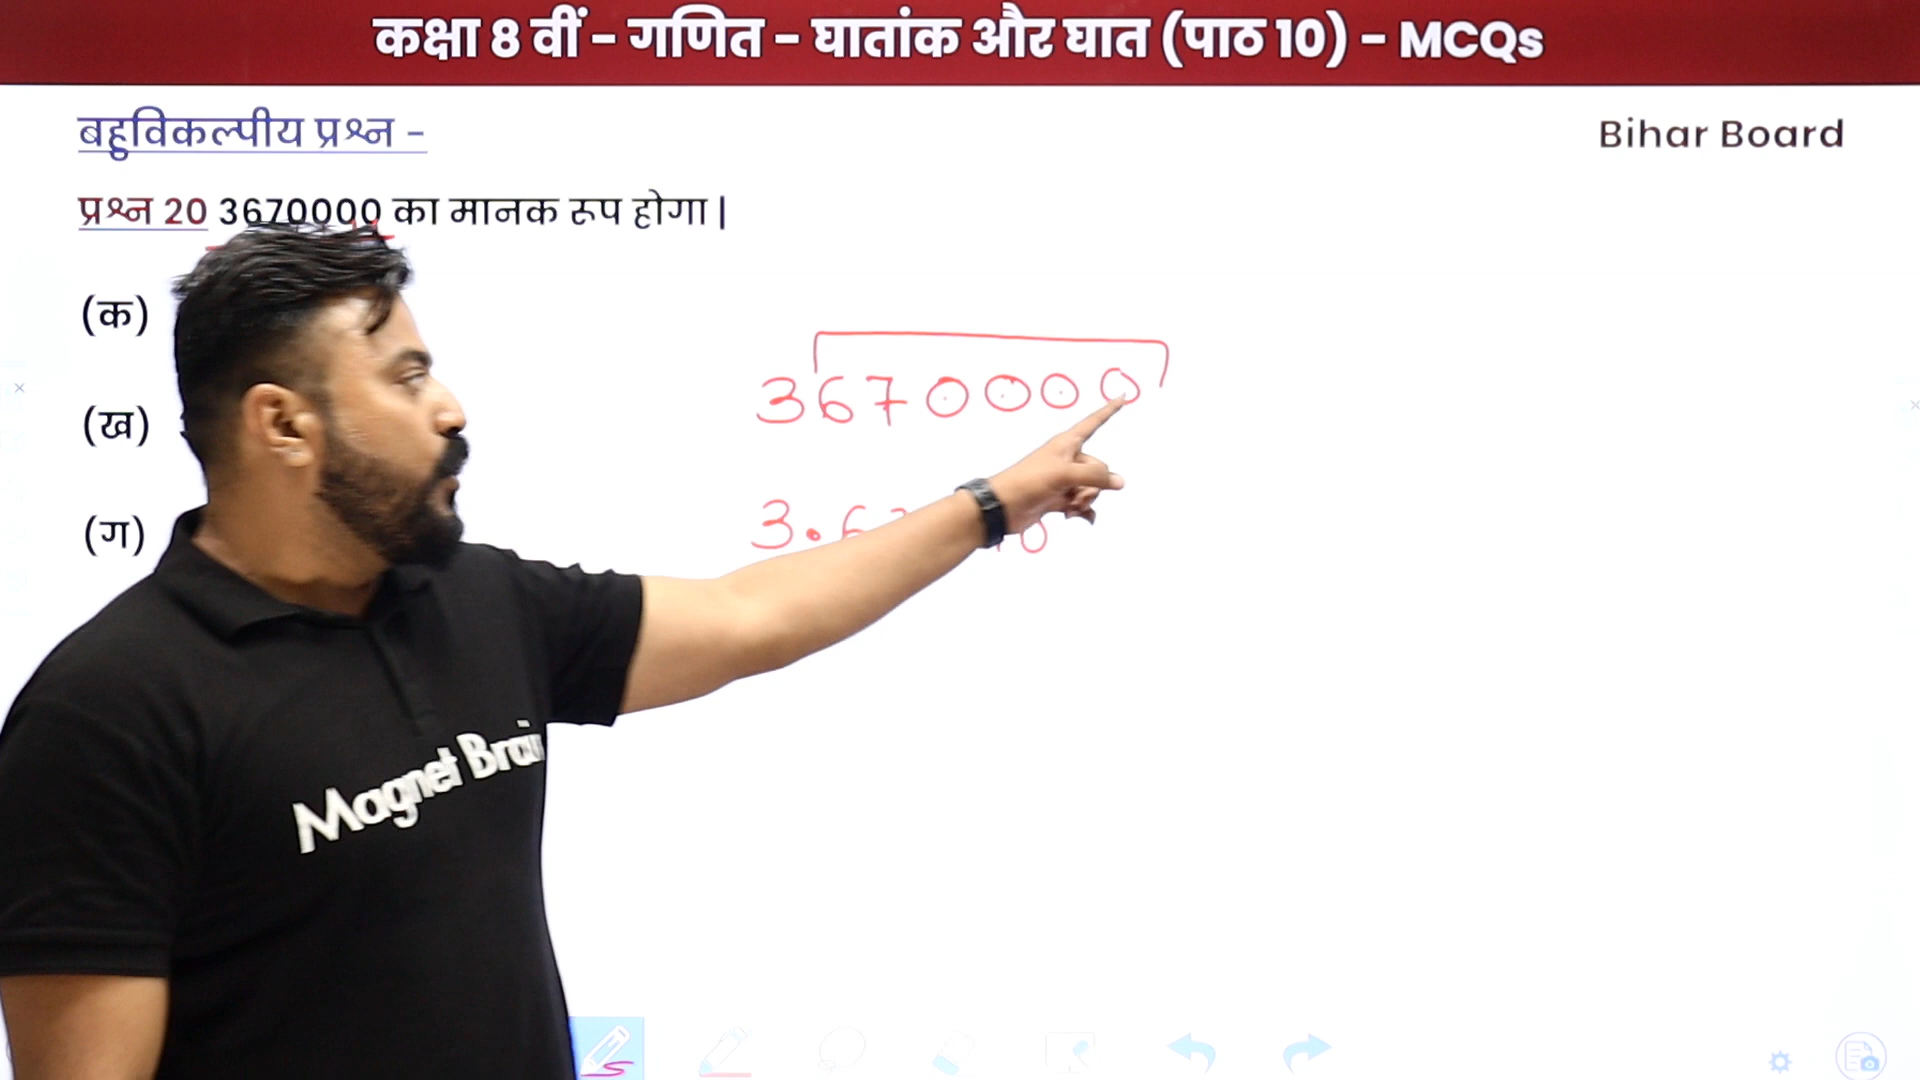 कक्षा 8 वीं - गणित - घातांक और घात (पाठ 10) - MCQs
बहुविकल्पीय प्रश्न -
Bihar Board
प्रश्न 20 3670000 का मानक रूप होगा |
(क)
3670000
(ख)
(ग)
3.6
Magnet Brain